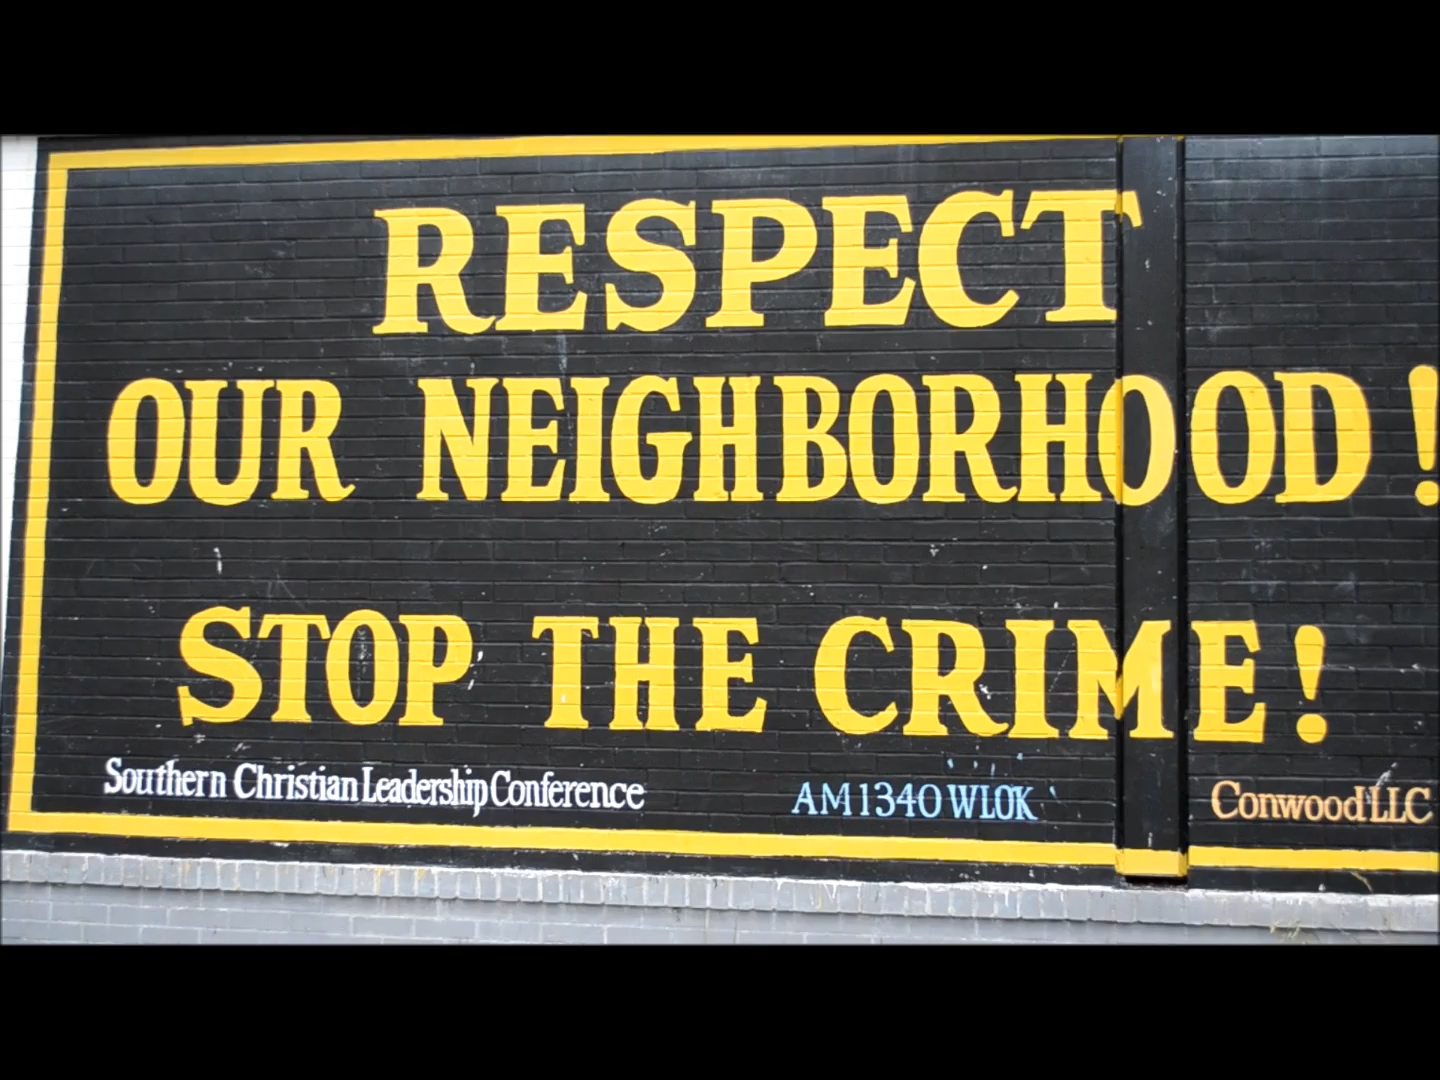 RESPECT
OUR NEIGHBORHOOD!
STOP THE CRIME!
Southern Christian Leadership Conference AM1340 WLOK Conwood LLC